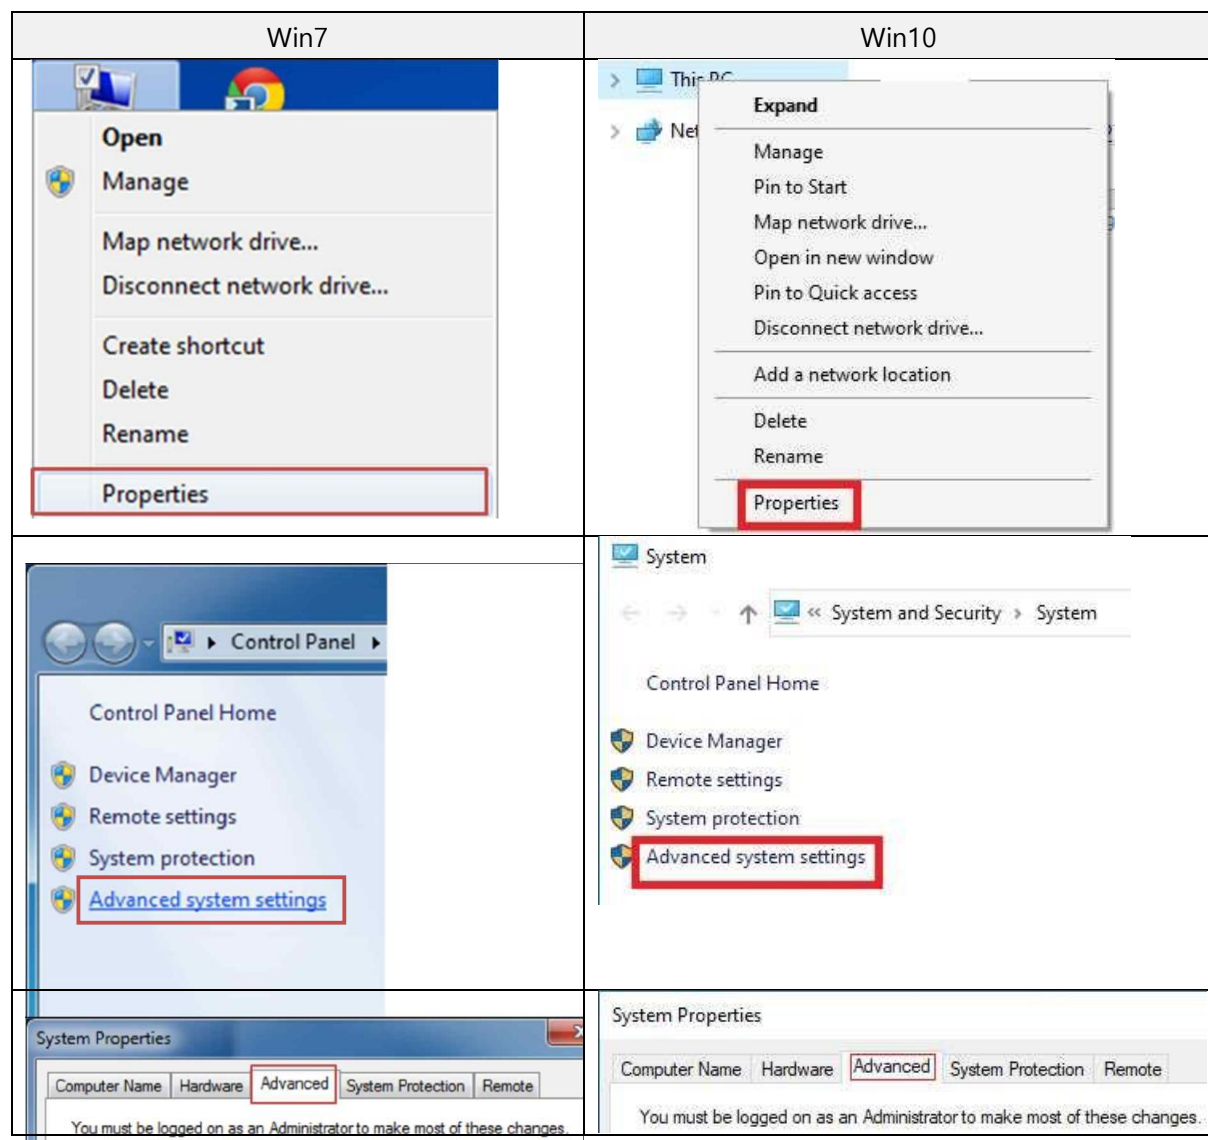 Win7
Win10
Open
Manage
Map network drive...
Disconnect network drive...
Create shortcut
Delete
Rename
Properties
This PC
Expand
Manage
Pin to Start
Map network drive...
Open in new window
Pin to Quick access
Disconnect network drive...
Add a network location
Delete
Rename
Properties
Control Panel
Control Panel Home
Device Manager
Remote settings
System protection
Advanced system settings
System
« System and Security › System
Control Panel Home
Device Manager
Remote settings
System protection
Advanced system settings
System Properties
Computer Name Hardware Advanced System Protection Remote
You must be logged on as an Administrator to make most of these changes.
System Properties
Computer Name Hardware Advanced System Protection Remote
You must be logged on as an Administrator to make most of these changes.